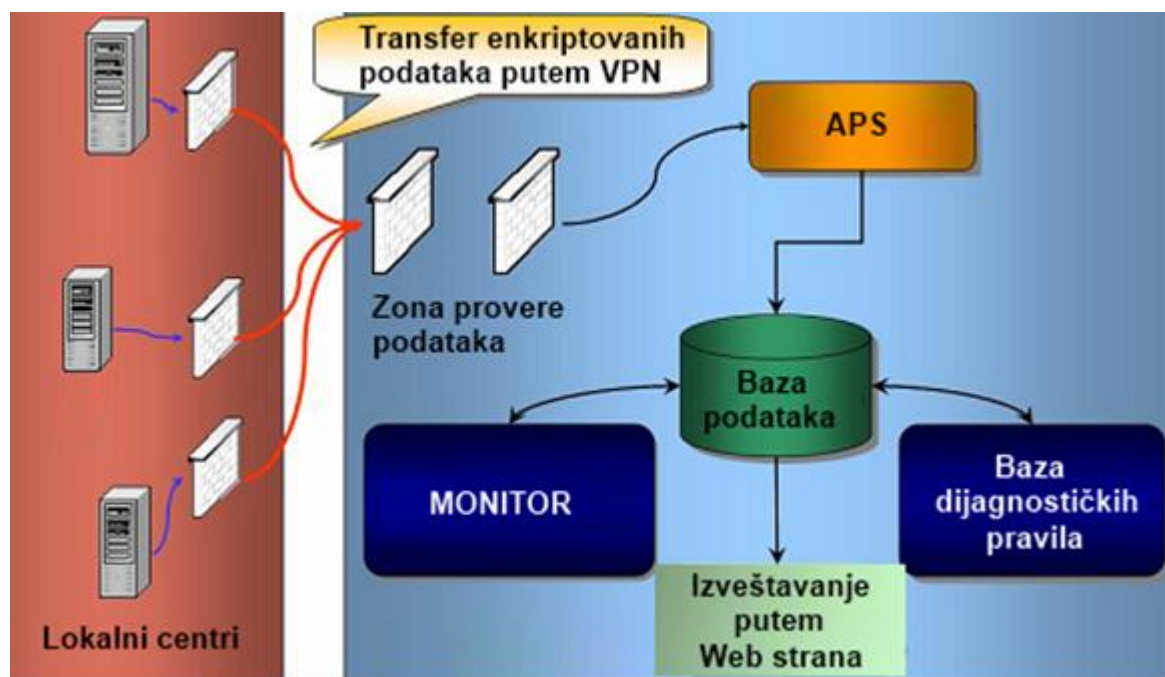 Transfer enkriptovanih
podataka putem VPN
APS
Zona provere
podataka
Baza
podataka
MONITOR
Baza
dijagnostičkih
pravila
Izveštavanje
putem
Web strana
Lokalni centri